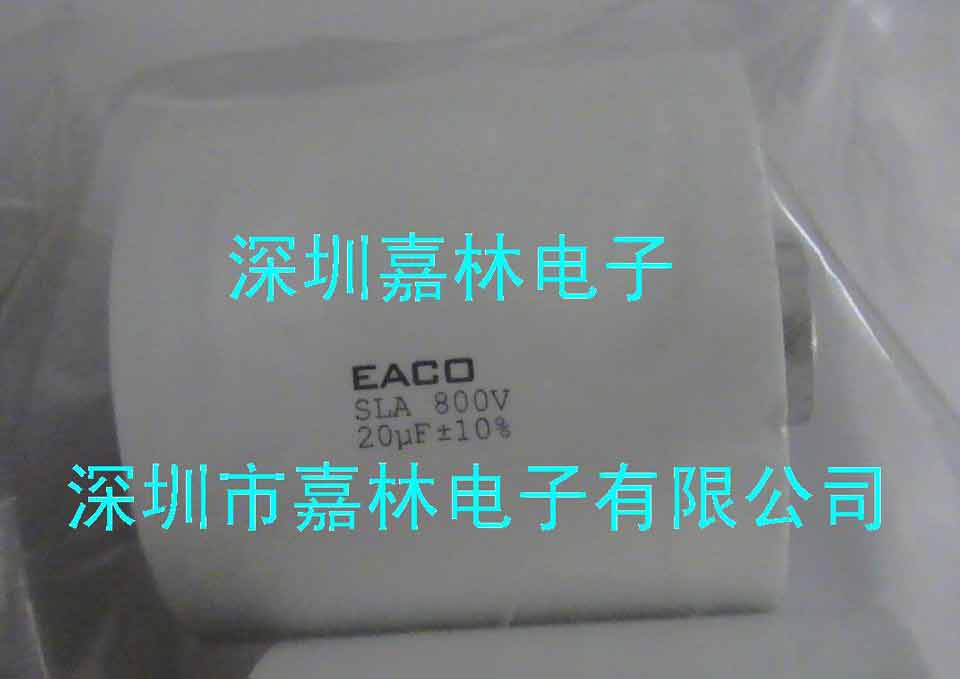 深圳嘉林电子
EACO
SLA 800V
20µF±10%
深圳市嘉林电子有限公司